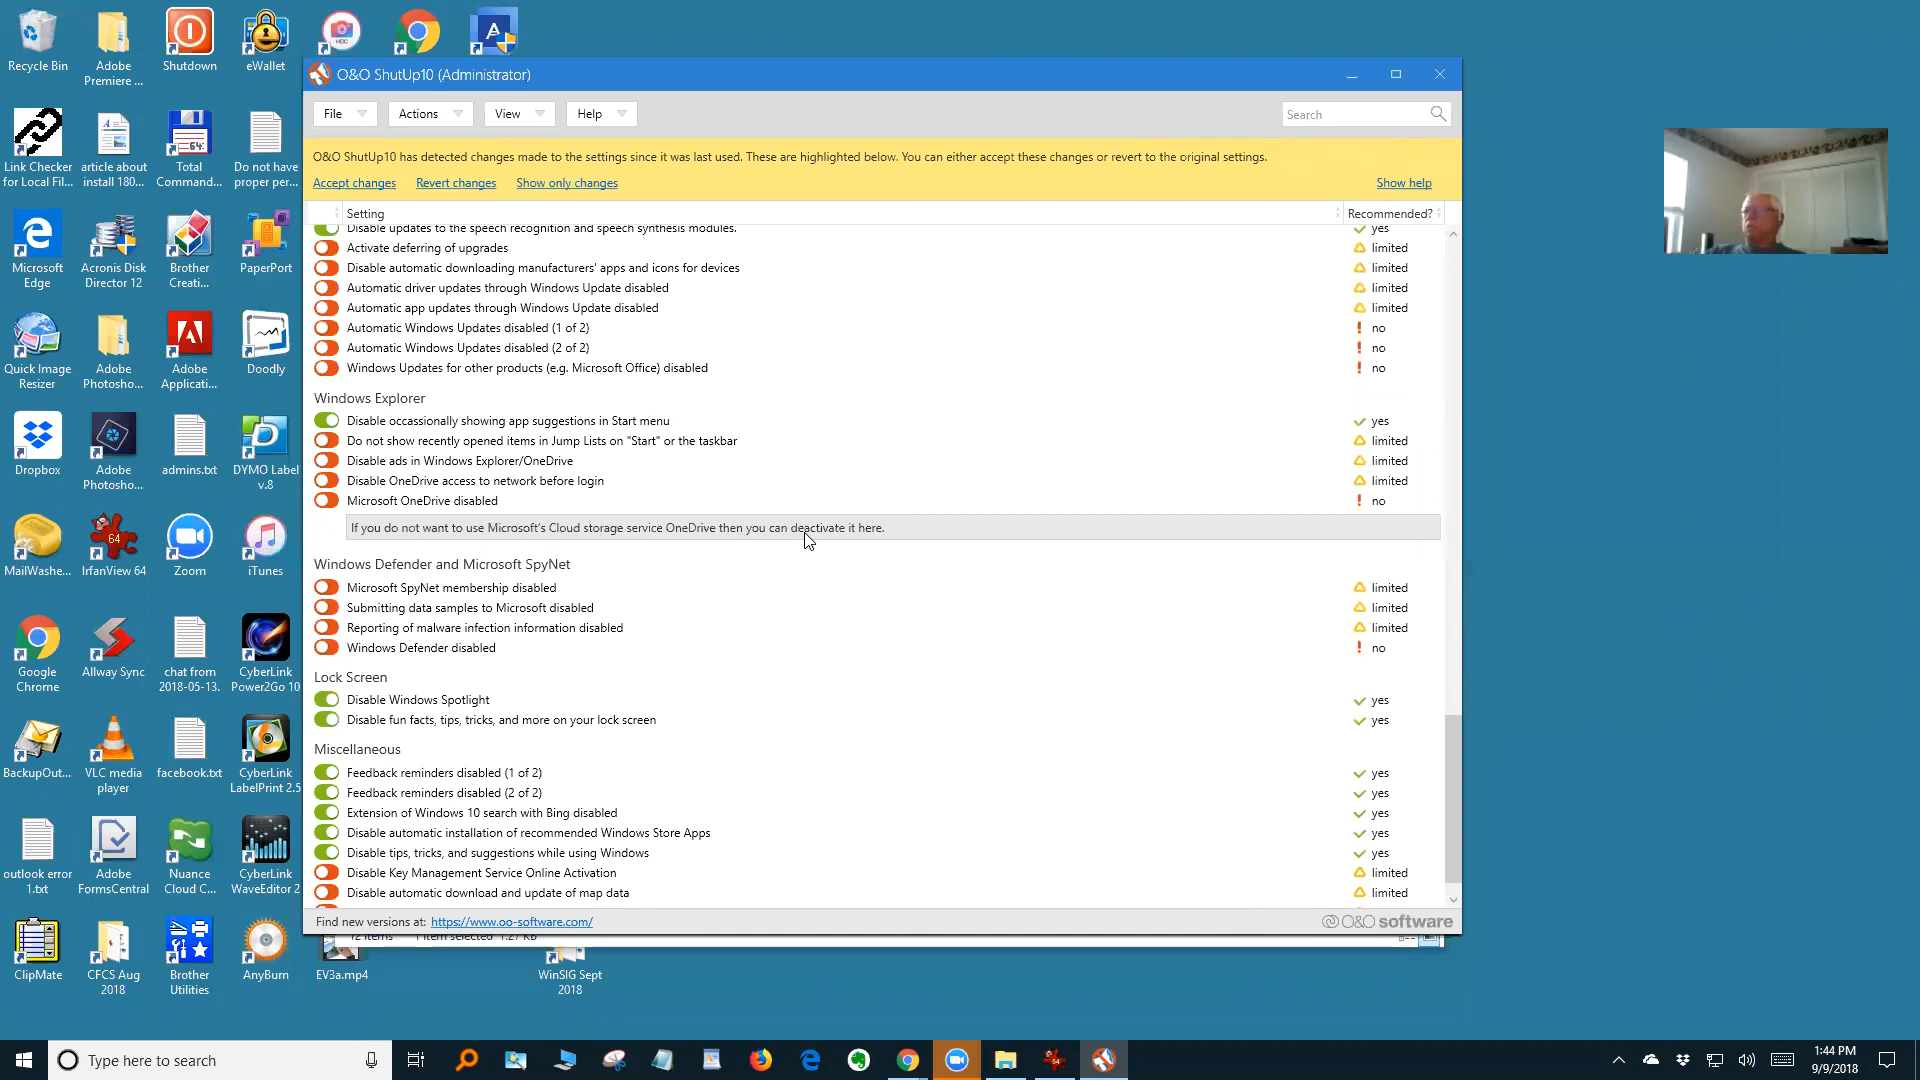 Recycle Bin
Adobe Premiere ...
Shutdown
eWallet
O&O ShutUp10 (Administrator)
File
Actions
View
Help
Search
O&O ShutUp10 has detected changes made to the settings since it was last used. These are highlighted below. You can either accept these changes or revert to the original settings.
Accept changes
Revert changes
Show only changes
Show help
Setting
Recommended?
Disable updates to the speech recognition and speech synthesis modules.
yes
Activate deferring of upgrades
limited
Disable automatic downloading manufacturers' apps and icons for devices
limited
Automatic driver updates through Windows Update disabled
limited
Automatic app updates through Windows Update disabled
limited
Automatic Windows Updates disabled (1 of 2)
no
Automatic Windows Updates disabled (2 of 2)
no
Windows Updates for other products (e.g. Microsoft Office) disabled
no
Windows Explorer
Disable occassionally showing app suggestions in Start menu
yes
Do not show recently opened items in Jump Lists on "Start" or the taskbar
limited
Disable ads in Windows Explorer/OneDrive
limited
Disable OneDrive access to network before login
limited
Microsoft OneDrive disabled
no
If you do not want to use Microsoft's Cloud storage service OneDrive then you can deactivate it here.
Windows Defender and Microsoft SpyNet
Microsoft SpyNet membership disabled
limited
Submitting data samples to Microsoft disabled
limited
Reporting of malware infection information disabled
limited
Windows Defender disabled
no
Lock Screen
Disable Windows Spotlight
yes
Disable fun facts, tips, tricks, and more on your lock screen
yes
Miscellaneous
Feedback reminders disabled (1 of 2)
yes
Feedback reminders disabled (2 of 2)
yes
Extension of Windows 10 search with Bing disabled
yes
Disable automatic installation of recommended Windows Store Apps
yes
Disable tips, tricks, and suggestions while using Windows
yes
Disable Key Management Service Online Activation
limited
Disable automatic download and update of map data
limited
Find new versions at: https://www.oo-software.com/
O&O software
12 items 1 item selected 1.27 KB
Link Checker for Local Fil...
article about install 180...
Total Command...
Do not have proper per...
Microsoft Edge
Acronis Disk Director 12
Brother Creati...
PaperPort
Quick Image Resizer
Adobe Photosho...
Adobe Applicati...
Doodly
Dropbox
Adobe Photosho...
admins.txt
DYMO Label v.8
MailWashe...
IrfanView 64
Zoom
iTunes
Google Chrome
Allway Sync
chat from 2018-05-13.
CyberLink Power2Go 10
BackupOut...
VLC media player
facebook.txt
CyberLink LabelPrint 2.5
outlook error 1.txt
Adobe FormsCentral
Nuance Cloud C...
CyberLink WaveEditor 2
ClipMate
CFCS Aug 2018
Brother Utilities
AnyBurn
EV3a.mp4
WinSIG Sept 2018
Type here to search
1:44 PM
9/9/2018